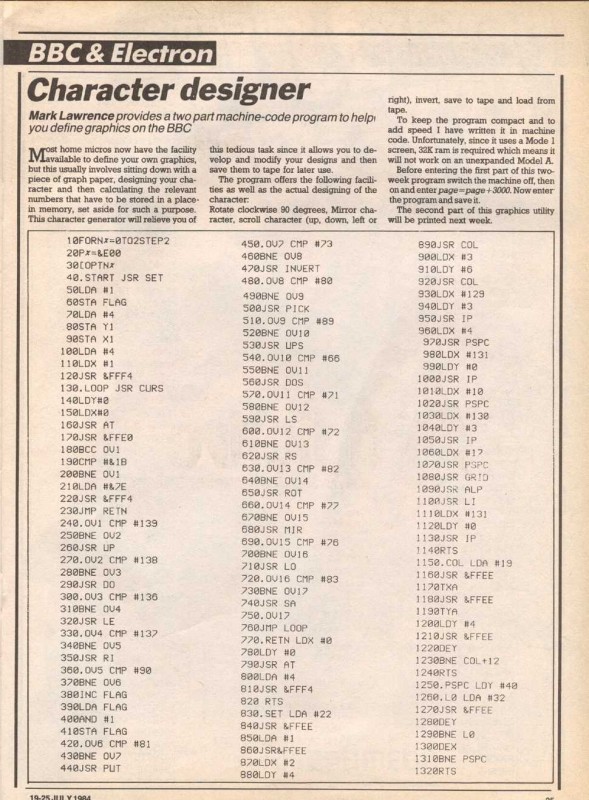 BBC & Electron
Character designer
Mark Lawrence provides a two part machine-code program to help
you define graphics on the BBC
Most home micros now have the facility
available to define your own graphics,
but this usually involves sitting down with a
piece of graph paper, designing your cha-
racter and then calculating the relevant
numbers that have to be stored in a place-
in memory, set aside for such a purpose.
This character generator will relieve you of
this tedious task since it allows you to de-
velop and modify your designs and then
save them to tape for later use.
The program offers the following facili-
ties as well as the actual designing of the
character:
Rotate clockwise 90 degrees, Mirror cha-
racter, scroll character (up, down, left or
right), invert, save to tape and load from
tape.
To keep the program compact and to
add speed I have written it in machine
code. Unfortunately, since it uses a Mode 1
screen, 32K ram is required which means it
will not work on an unexpanded Model A.
Before entering the first part of this two-
week program switch the machine off, then
on and enter page=page+3000. Now enter
the program and save it.
The second part of this graphics utility
will be printed next week.
10FORN%=0TO2STEP2
20P%=&E00
30[OPTN%
40.START JSR SET
50LDA #1
60STA FLAG
70LDA #4
80STA Y1
90STA X1
100LDA #4
110LDX #1
120JSR &FFF4
130.LOOP JSR CURS
140LDY#0
150LDX#0
160JSR AT
170JSR &FFE0
180BCC OV1
190CMP #&1B
200BNE OV1
210LDA #&7E
220JSR &FFF4
230JMP RETN
240.OV1 CMP #139
250BNE OV2
260JSR UP
270.OV2 CMP #138
280BNE OV3
290JSR DO
300.OV3 CMP #136
310BNE OV4
320JSR LE
330.OV4 CMP #137
340BNE OV5
350JSR RI
360.OV5 CMP #90
370BNE OV6
380INC FLAG
390LDA FLAG
400AND #1
410STA FLAG
420.OV6 CMP #81
430BNE OV7
440JSR PUT
450.OV7 CMP #73
460BNE OV8
470JSR INVERT
480.OV8 CMP #80
490BNE OV9
500JSR PICK
510.OV9 CMP #89
520BNE OV10
530JSR UPS
540.OV10 CMP #66
550BNE OV11
560JSR DOS
570.OV11 CMP #71
580BNE OV12
590JSR LS
600.OV12 CMP #72
610BNE OV13
620JSR RS
630.OV13 CMP #82
640BNE OV14
650JSR ROT
660.OV14 CMP #77
670BNE OV15
680JSR MIR
690.OV15 CMP #76
700BNE OV16
710JSR LO
720.OV16 CMP #83
730BNE OV17
740JSR SA
750.OV17
760JMP LOOP
770.RETN LDX #0
780LDY #0
790JSR AT
800LDA #4
810JSR &FFF4
820 RTS
830.SET LDA #22
840JSR &FFEE
850LDA #1
860JSR&FFEE
870LDX #2
880LDY #4
890JSR COL
900LDX #3
910LDY #6
920JSR COL
930LDX #129
940LDY #3
950JSR IP
960LDX #4
970JSR PSPC
980LDX #131
990LDY #0
1000JSR IP
1010LDX #10
1020JSR PSPC
1030LDX #130
1040LDY #3
1050JSR IP
1060LDX #17
1070JSR PSPC
1080JSR GRID
1090JSR ALP
1100JSR LI
1110LDX #131
1120LDY #0
1130JSR IP
1140RTS
1150.COL LDA #19
1160JSR &FFEE
1170TXA
1180JSR &FFEE
1190TYA
1200LDY #4
1210JSR &FFEE
1220DEY
1230BNE COL+12
1240RTS
1250.PSPC LDY #40
1260.L0 LDA #32
1270JSR &FFEE
1280DEY
1290BNE L0
1300DEX
1310BNE PSPC
1320RTS
19-25 JULY 1984